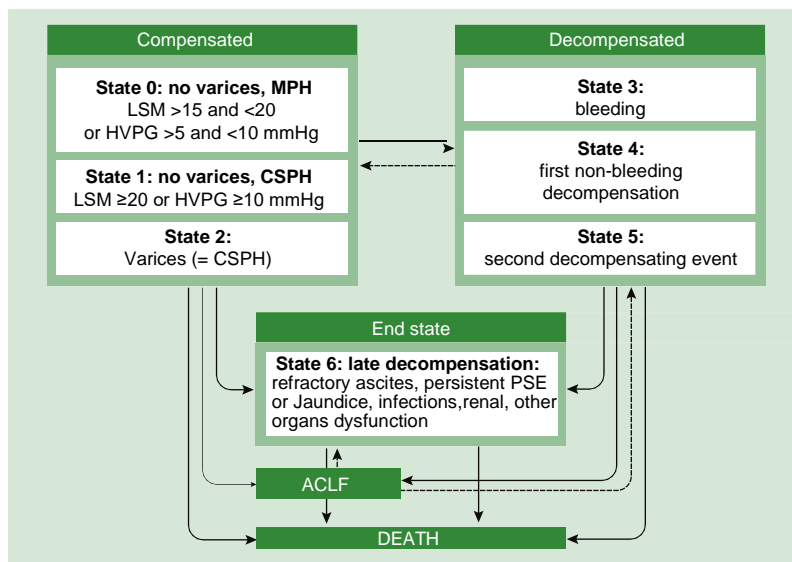 Compensated
State 0: no varices, MPH
LSM >15 and <20
or HVPG >5 and <10 mmHg
State 1: no varices, CSPH
LSM ≥20 or HVPG ≥10 mmHg
State 2:
Varices (= CSPH)
Decompensated
State 3:
bleeding
State 4:
first non-bleeding
decompensation
State 5:
second decompensating event
End state
State 6: late decompensation:
refractory ascites, persistent PSE
or Jaundice, infections,renal, other
organs dysfunction
ACLF
DEATH